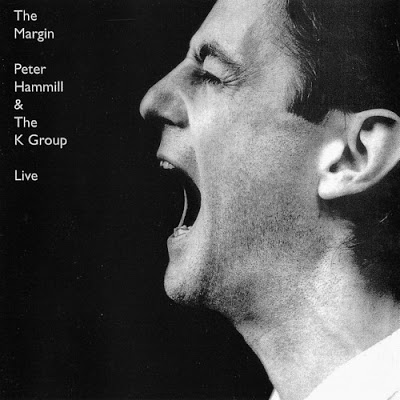 The
Margin
Peter
Hammill
&
The
K Group
Live